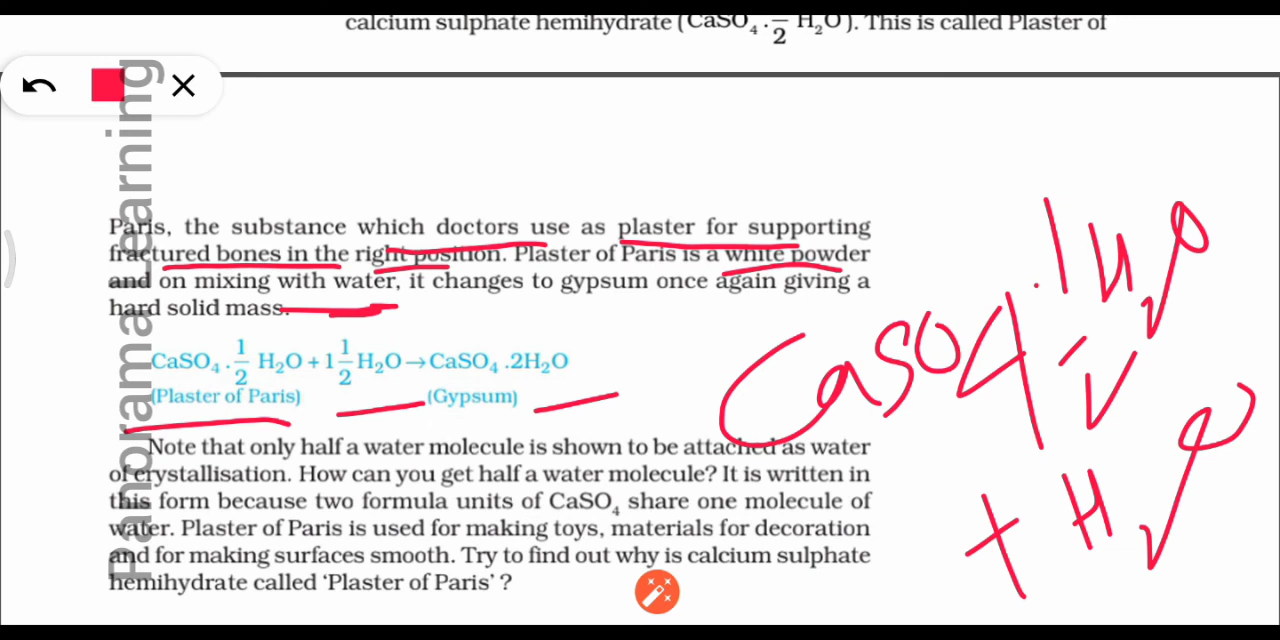 calcium sulphate hemihydrate (CaSO₄ . 1/2 H₂O). This is called Plaster of
Panorama Learning
Paris, the substance which doctors use as plaster for supporting
fractured bones in the right position. Plaster of Paris is a white powder
and on mixing with water, it changes to gypsum once again giving a
hard solid mass.
CaSO₄ . 1/2 H₂O + 1 1/2 H₂O → CaSO₄ . 2H₂O
(Plaster of Paris) (Gypsum)
Note that only half a water molecule is shown to be attached as water
of crystallisation. How can you get half a water molecule? It is written in
this form because two formula units of CaSO₄ share one molecule of
water. Plaster of Paris is used for making toys, materials for decoration
and for making surfaces smooth. Try to find out why is calcium sulphate
hemihydrate called ‘Plaster of Paris’ ?
CaSO4 . 1/2 H₂O
+ H₂O